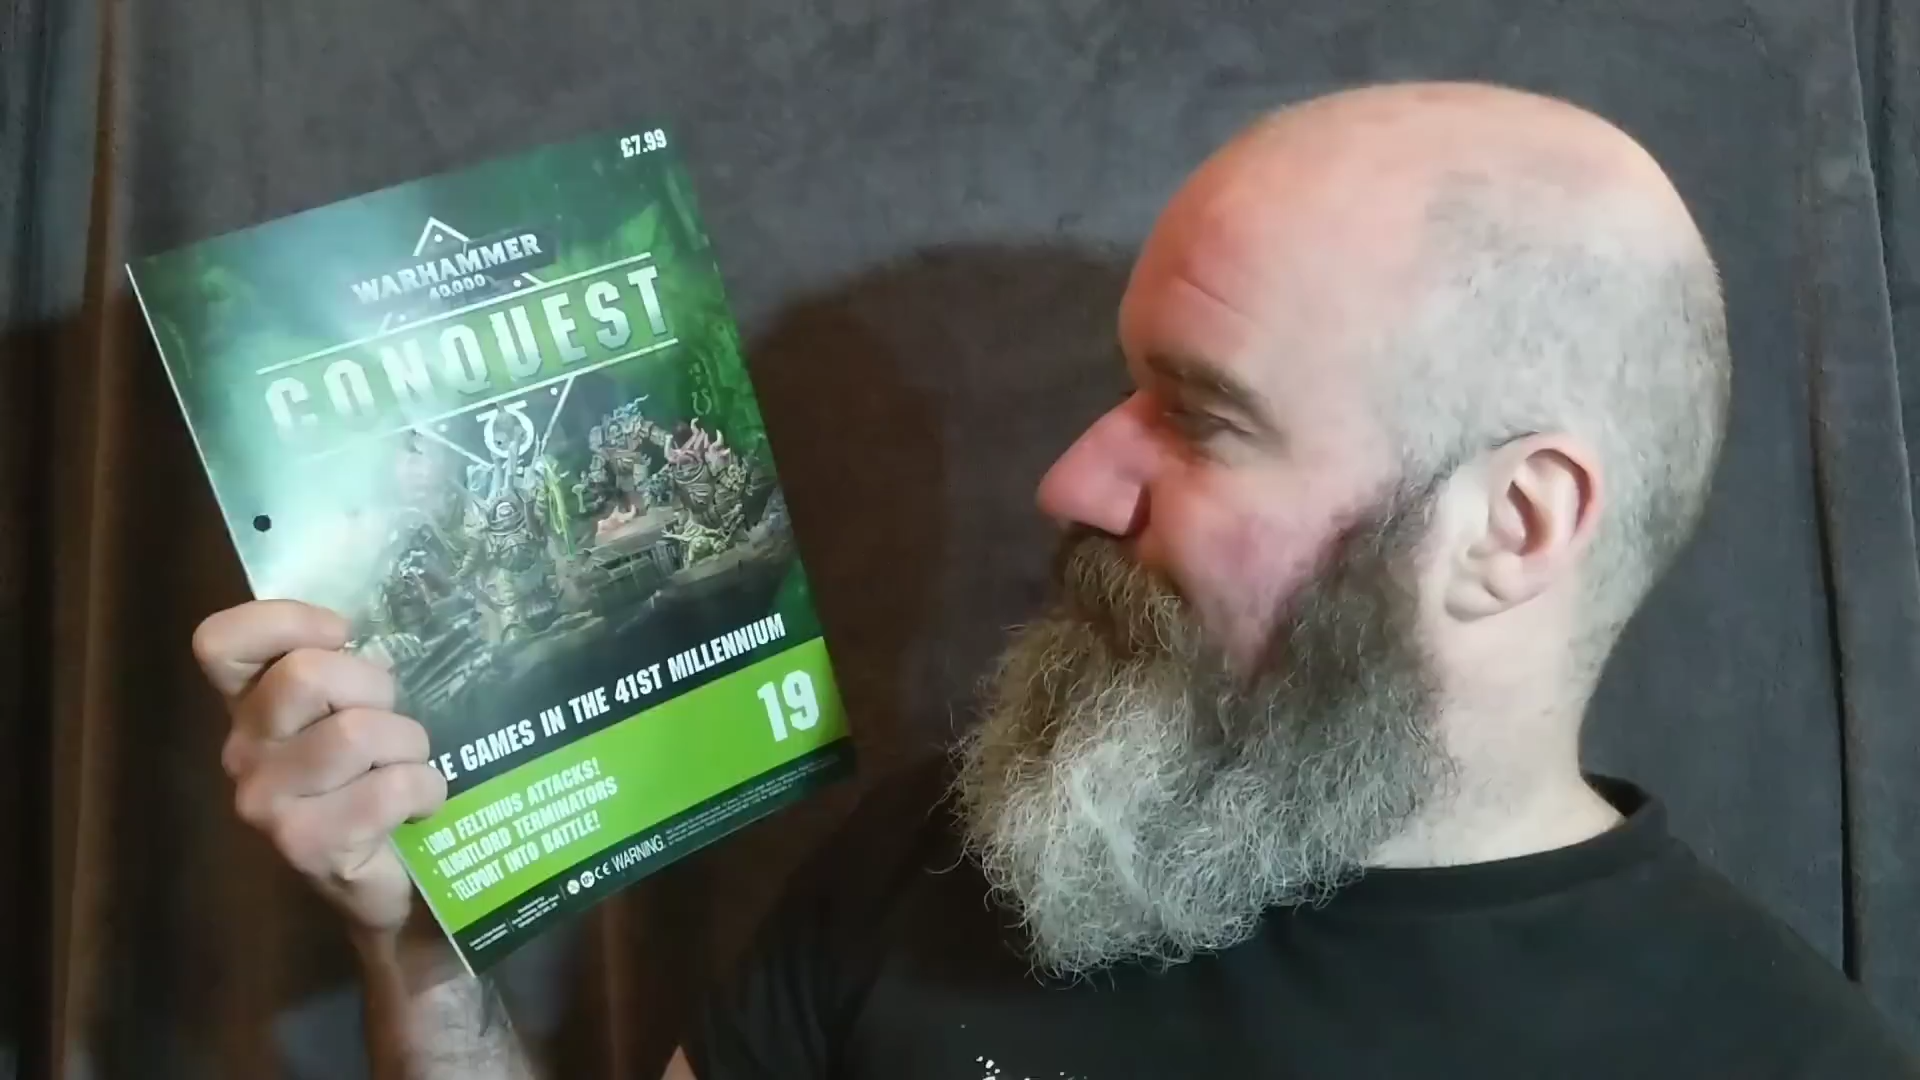 £7.99
WARHAMMER
40,000
CONQUEST
LE GAMES IN THE 41ST MILLENNIUM
19
• LORD FELTHIUS ATTACKS!
• BLIGHTLORD TERMINATORS
• TELEPORT INTO BATTLE!
CE WARNING.